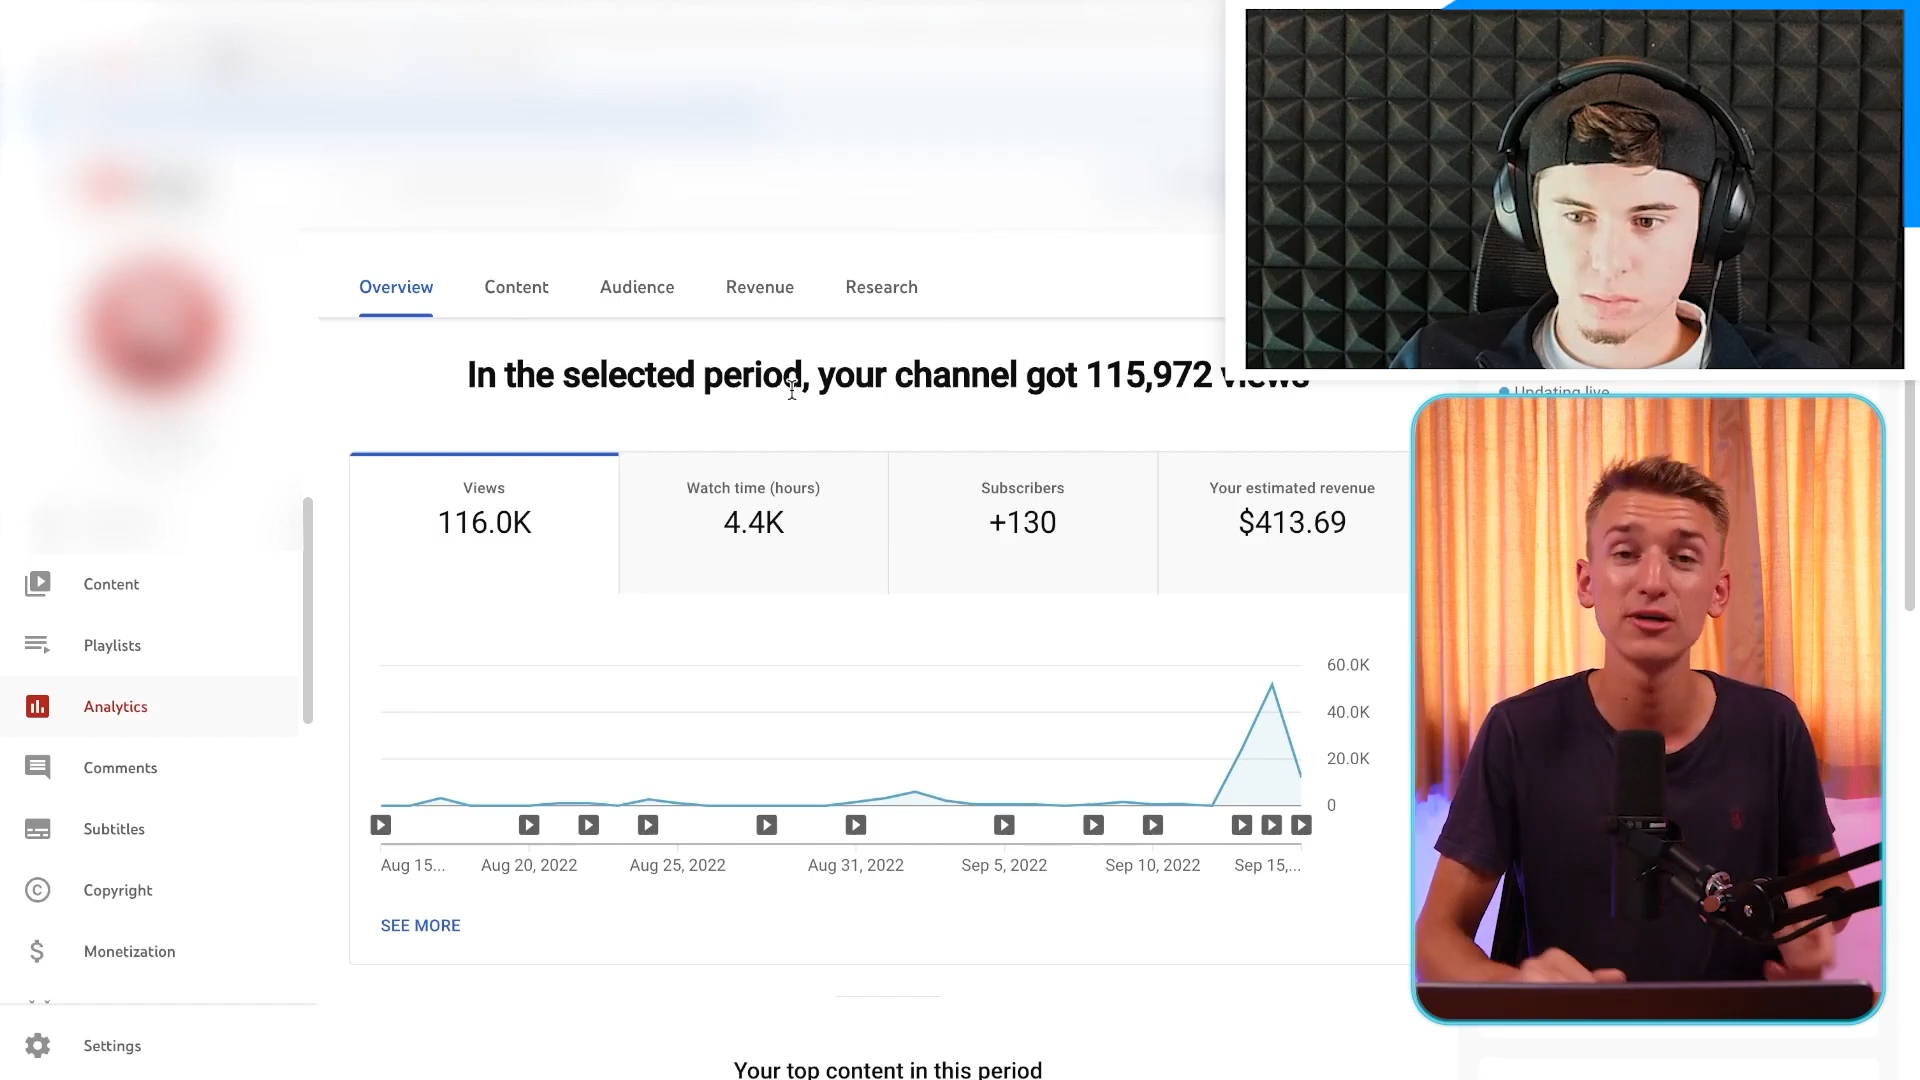 Overview Content Audience Revenue Research
In the selected period, your channel got 115,972 views
Updating live
Views Watch time (hours) Subscribers Your estimated revenue
116.0K 4.4K +130 $413.69
60.0K
40.0K
20.0K
0
Aug 15... Aug 20, 2022 Aug 25, 2022 Aug 31, 2022 Sep 5, 2022 Sep 10, 2022 Sep 15,...
SEE MORE
Your top content in this period
Content
Playlists
Analytics
Comments
Subtitles
Copyright
Monetization
Settings